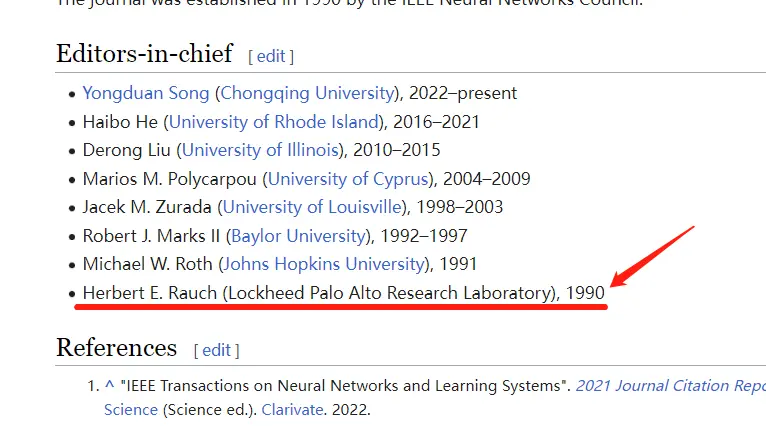 The journal was established in 1990 by the IEEE Neural Networks Council.
Editors-in-chief [ edit ]
• Yongduan Song (Chongqing University), 2022–present
• Haibo He (University of Rhode Island), 2016–2021
• Derong Liu (University of Illinois), 2010–2015
• Marios M. Polycarpou (University of Cyprus), 2004–2009
• Jacek M. Zurada (University of Louisville), 1998–2003
• Robert J. Marks II (Baylor University), 1992–1997
• Michael W. Roth (Johns Hopkins University), 1991
• Herbert E. Rauch (Lockheed Palo Alto Research Laboratory), 1990
References [ edit ]
1. ^ "IEEE Transactions on Neural Networks and Learning Systems". 2021 Journal Citation Repo
Science (Science ed.). Clarivate. 2022.